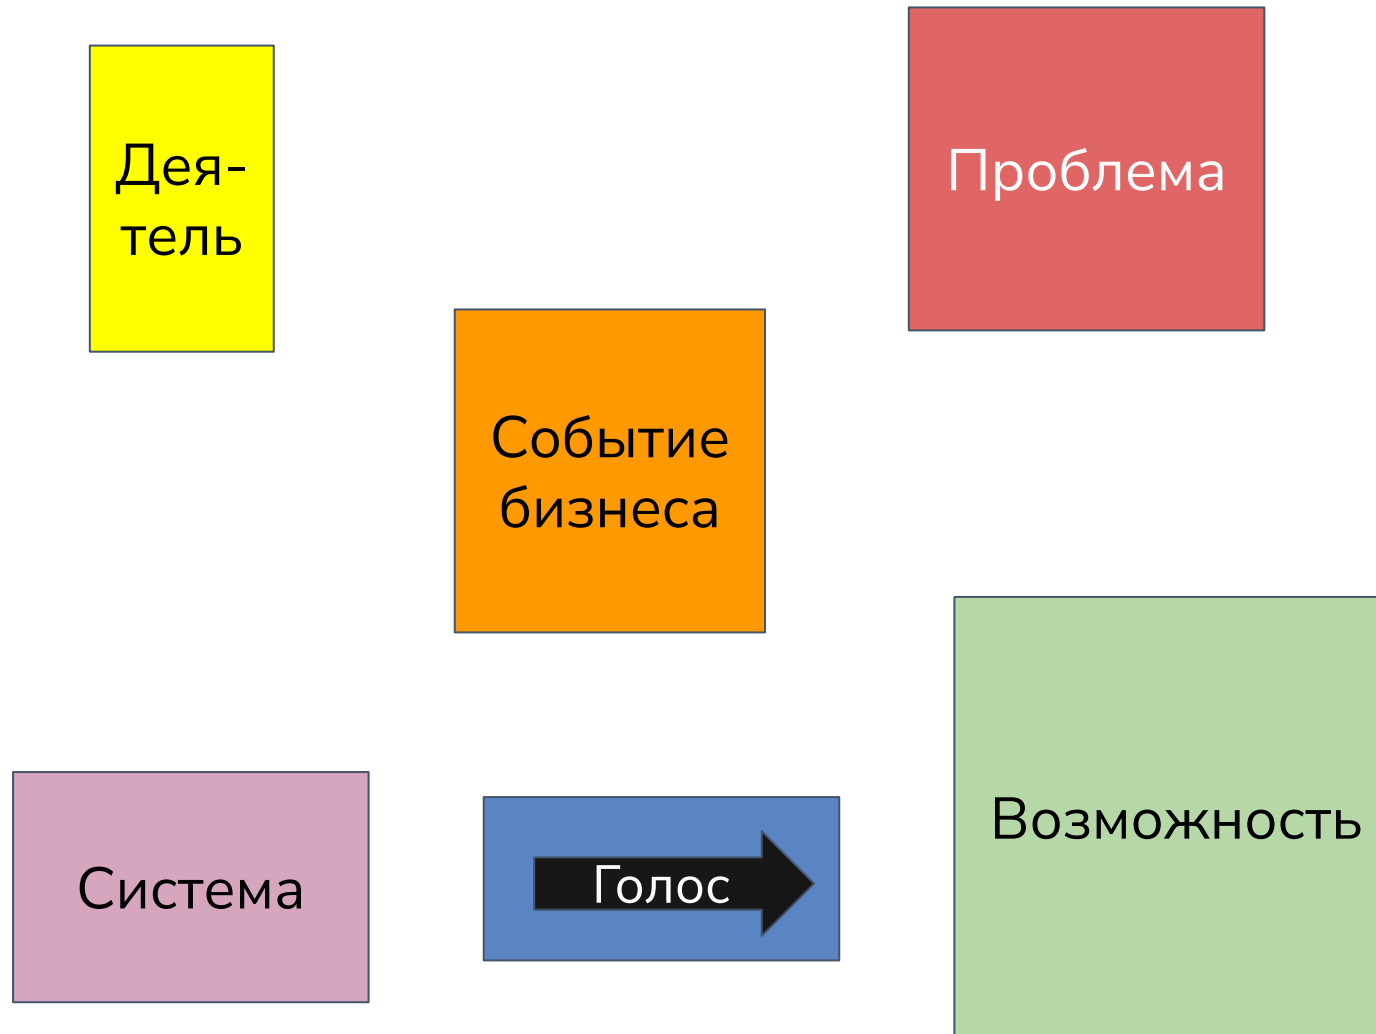 Дея-
тель
Проблема
Событие
бизнеса
Возможность
Система
Голос